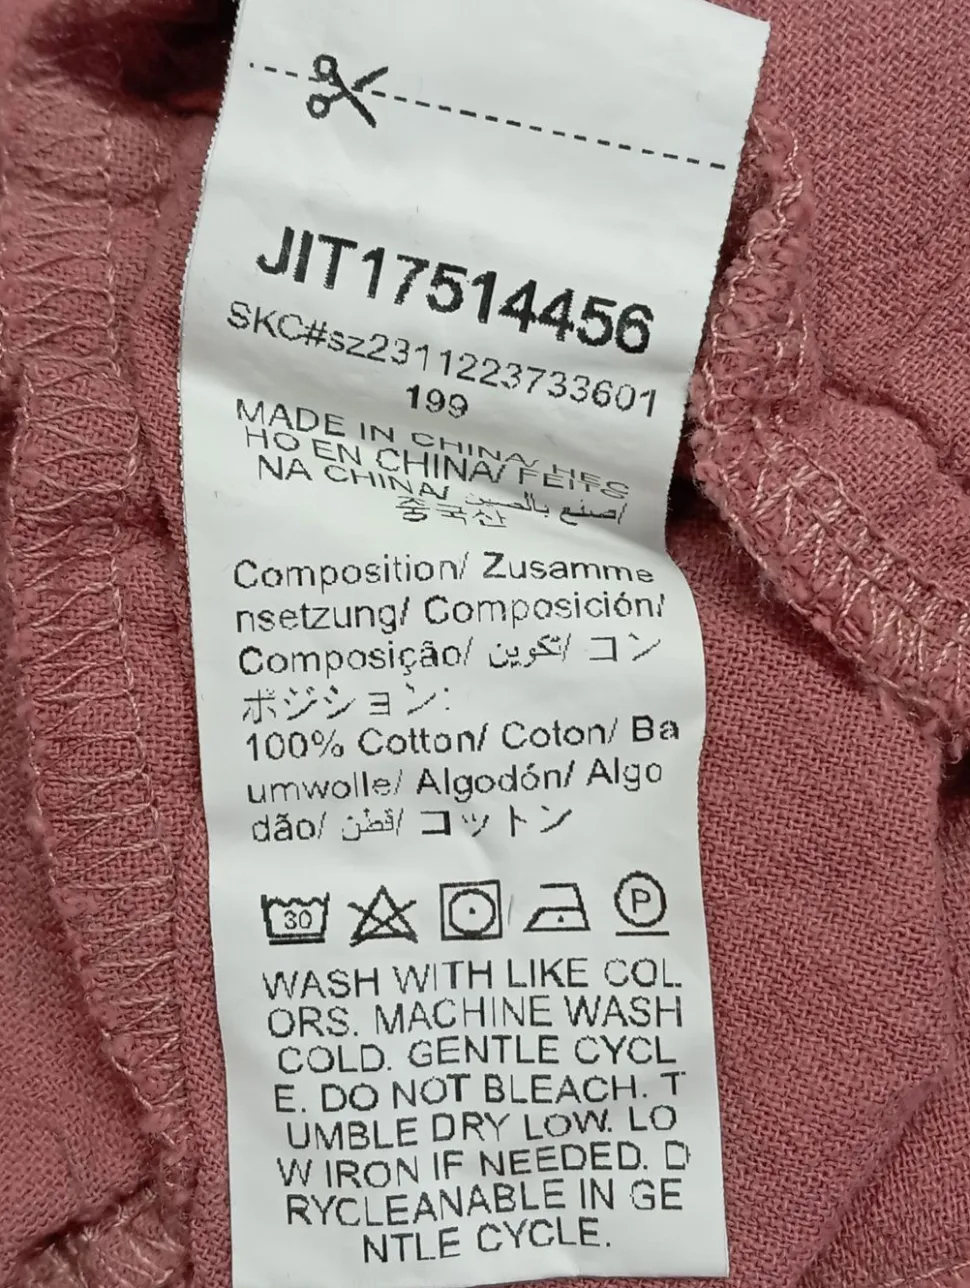 JIT17514456
SKC#sz2311223733601
199
MADE IN CHINA/ HEC
HO EN CHINA/ FEITO
NA CHINA/ صنع بالصين/
중국산
Composition/ Zusamme
nsetzung/ Composición/
Composição/ تكوين/ コン
ポジション:
100% Cotton/ Coton/ Ba
umwolle/ Algodón/ Algo
dão/ قطن/ コットン
30
P
WASH WITH LIKE COL
ORS. MACHINE WASH
COLD. GENTLE CYCL
E. DO NOT BLEACH. T
UMBLE DRY LOW. LO
W IRON IF NEEDED. D
RYCLEANABLE IN GE
NTLE CYCLE.